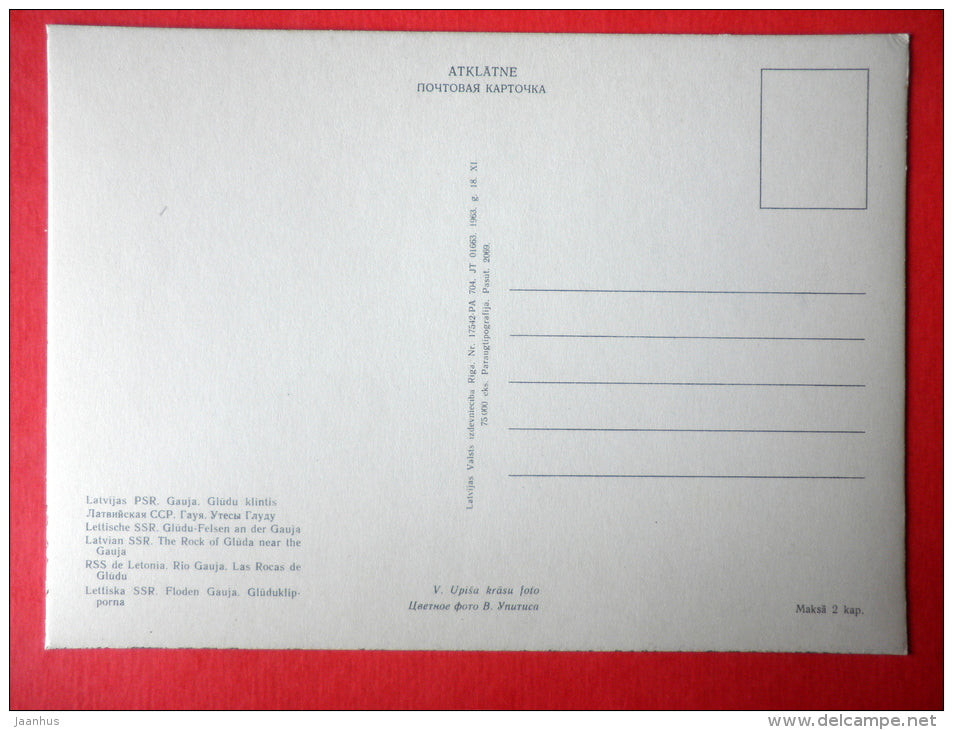 ATKLĀTNE
ПОЧТОВАЯ КАРТОЧКА
Latvijas Valsts izdevniecība Rīgā. Nr. 17542/PA 704. JT 01663. 1963. g. 18. XI
75 000 eks. Paraugtipografija. Pasūt. 2069.
Latvijas PSR. Gauja. Glūdu klintis
Латвийская ССР. Гауя. Утесы Глуду
Lettische SSR. Glūdu-Felsen an der Gauja
Latvian SSR. The Rock of Glūda near the
Gauja
RSS de Letonia. Rio Gauja. Las Rocas de
Glūdu
Lettiska SSR. Floden Gauja. Glūduklip-
porna
V. Upīša krāsu foto
Цветное фото В. Упитиса
Maksā 2 kap.
Jaanhus
www.delcampe.net